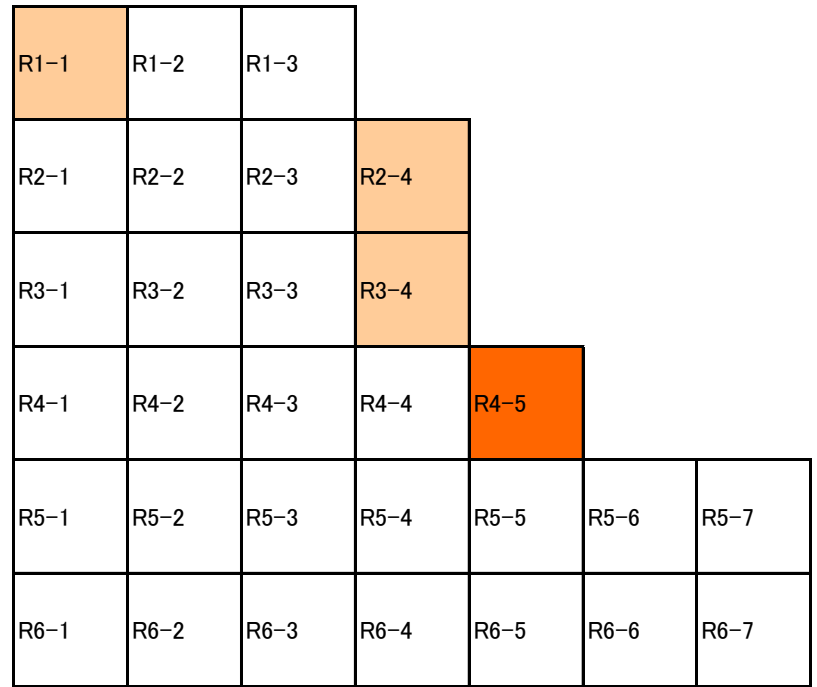 R1-1 R1-2 R1-3
R2-1 R2-2 R2-3 R2-4
R3-1 R3-2 R3-3 R3-4
R4-1 R4-2 R4-3 R4-4 R4-5
R5-1 R5-2 R5-3 R5-4 R5-5 R5-6 R5-7
R6-1 R6-2 R6-3 R6-4 R6-5 R6-6 R6-7